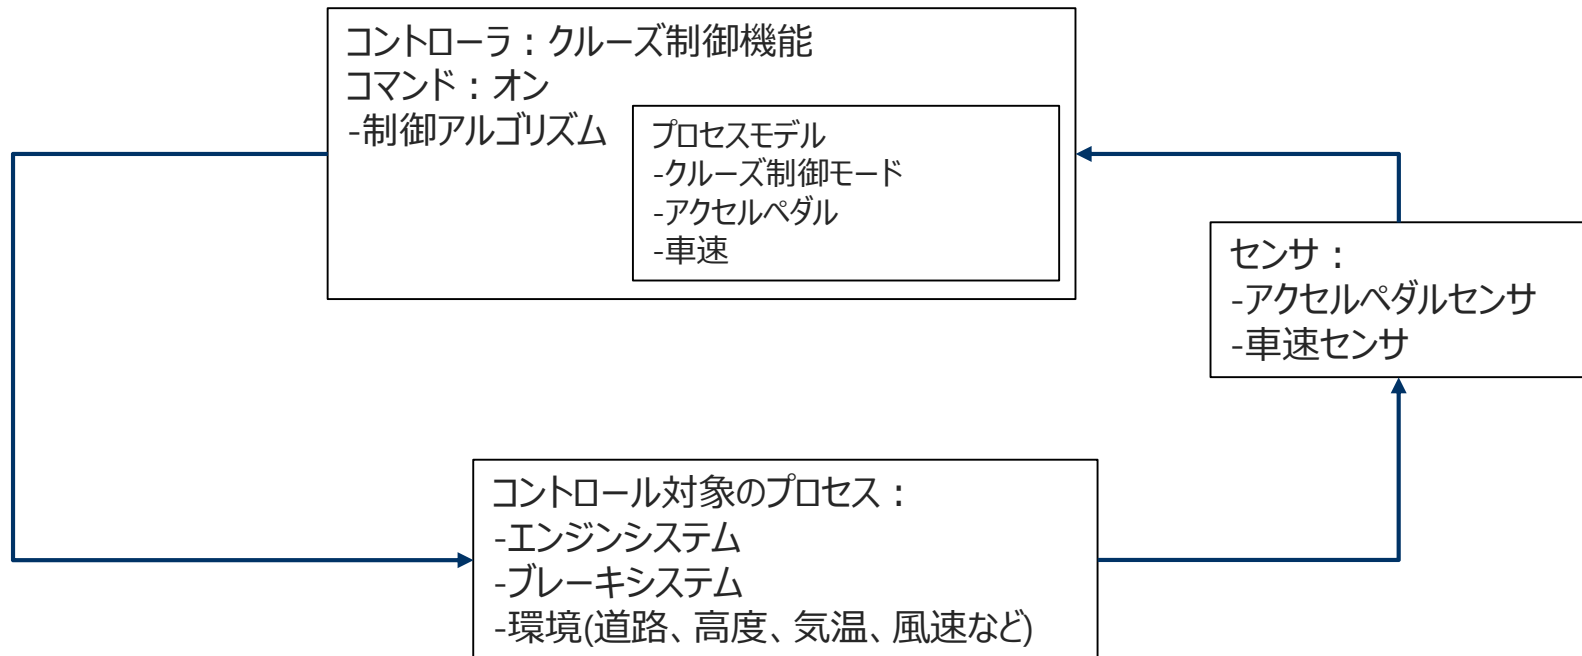 コントローラ：クルーズ制御機能
コマンド：オン
-制御アルゴリズム
プロセスモデル
-クルーズ制御モード
-アクセルペダル
-車速
センサ：
-アクセルペダルセンサ
-車速センサ
コントロール対象のプロセス：
-エンジンシステム
-ブレーキシステム
-環境(道路、高度、気温、風速など)